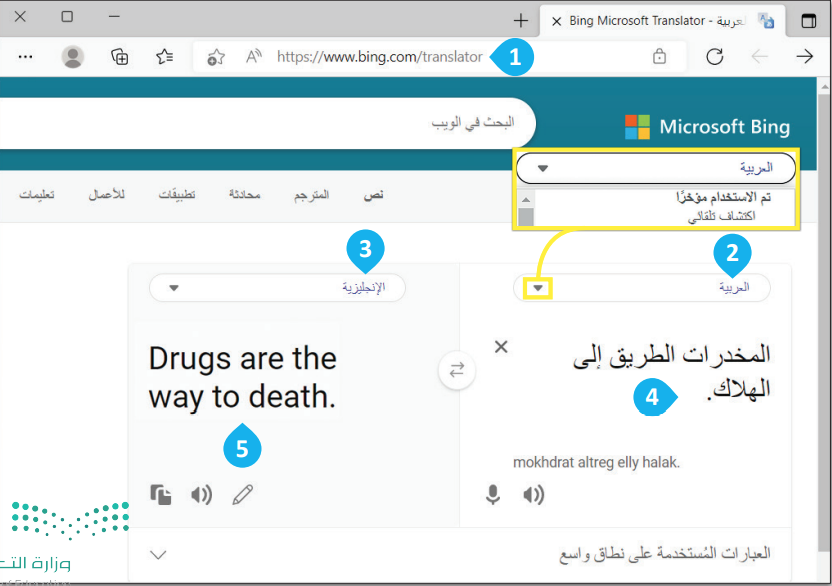 العربية - Bing Microsoft Translator
https://www.bing.com/translator
1
Microsoft Bing
البحث في الويب
العربية
تم الاستخدام مؤخرًا
اكتشاف تلقائي
نص المترجم محادثة تطبيقات للأعمال تعليمات
2
3
العربية
الإنجليزية
المخدرات الطريق إلى
الهلاك.
4
mokhdrat altreg elly halak.
Drugs are the
way to death.
5
العبارات المُستخدمة على نطاق واسع
وزارة التـ